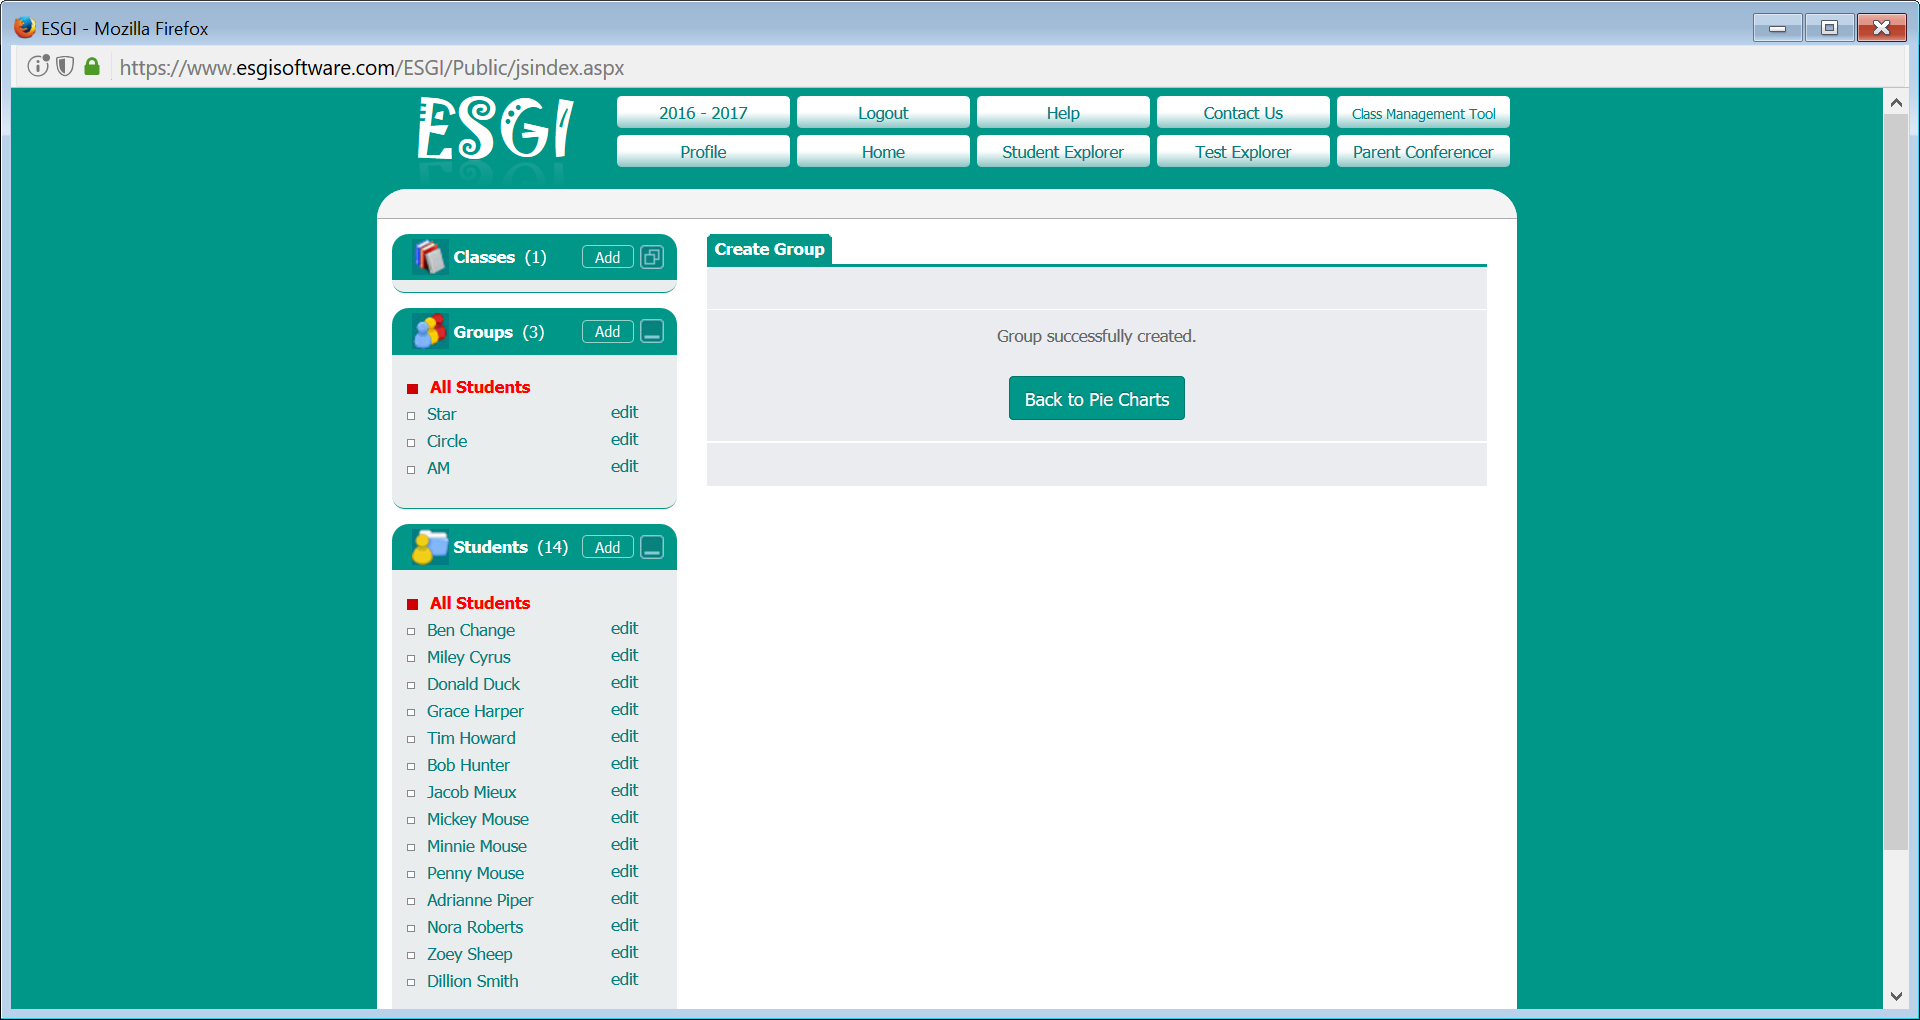 ESGI - Mozilla Firefox
https://www.esgisoftware.com/ESGI/Public/jsindex.aspx
ESGI
2016 - 2017 Logout Help Contact Us Class Management Tool
Profile Home Student Explorer Test Explorer Parent Conferencer
Classes (1) Add
Groups (3) Add
All Students
Star edit
Circle edit
AM edit
Students (14) Add
All Students
Ben Change edit
Miley Cyrus edit
Donald Duck edit
Grace Harper edit
Tim Howard edit
Bob Hunter edit
Jacob Mieux edit
Mickey Mouse edit
Minnie Mouse edit
Penny Mouse edit
Adrianne Piper edit
Nora Roberts edit
Zoey Sheep edit
Dillion Smith edit
Create Group
Group successfully created.
Back to Pie Charts